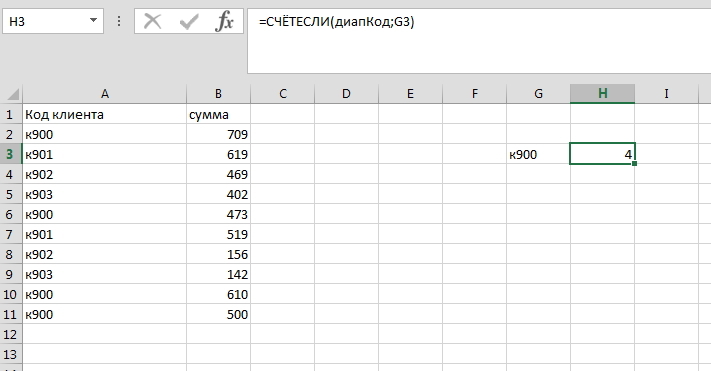 H3 fx =СЧЁТЕСЛИ(диапКод;G3)
A B C D E F G H I
1 Код клиента сумма
2 к900 709
3 к901 619 к900 4
4 к902 469
5 к903 402
6 к900 473
7 к901 519
8 к902 156
9 к903 142
10 к900 610
11 к900 500
12
13